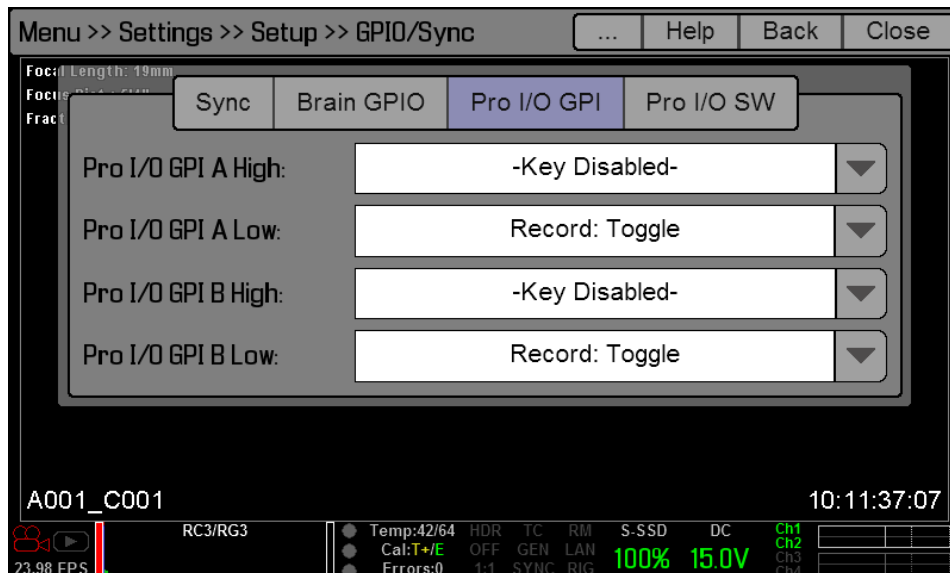 Menu >> Settings >> Setup >> GPIO/Sync ... Help Back Close
Focal Length: 19mm
Fract
Sync Brain GPIO Pro I/O GPI Pro I/O SW
Pro I/O GPI A High: -Key Disabled-
Pro I/O GPI A Low: Record: Toggle
Pro I/O GPI B High: -Key Disabled-
Pro I/O GPI B Low: Record: Toggle
A001_C001 10:11:37:07
RC3/RG3 Temp:42/64 HDR TC RM S-SSD DC Ch1
Cal:T+/E OFF GEN LAN 100% 15.0V Ch2
23.98 FPS Errors:0 1:1 SYNC RIG Ch3
Ch4